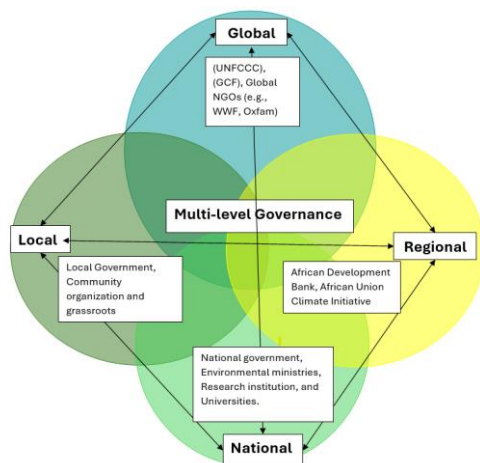 Global
(UNFCCC),
(GCF), Global
NGOs (e.g.,
WWF, Oxfam)
Multi-level Governance
Local
Regional
Local Government,
Community
organization and
grassroots
African Development
Bank, African Union
Climate Initiative
National government,
Environmental ministries,
Research institution, and
Universities.
National